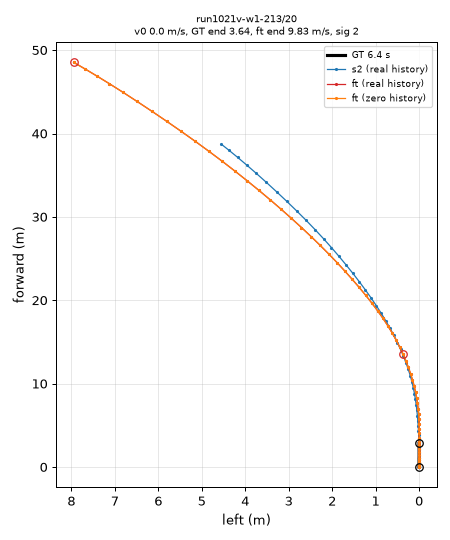 run1021v-w1-213/20
v0 0.0 m/s, GT end 3.64, ft end 9.83 m/s, sig 2
GT 6.4 s
s2 (real history)
ft (real history)
ft (zero history)
50
40
30
20
10
0
forward (m)
8 7 6 5 4 3 2 1 0
left (m)